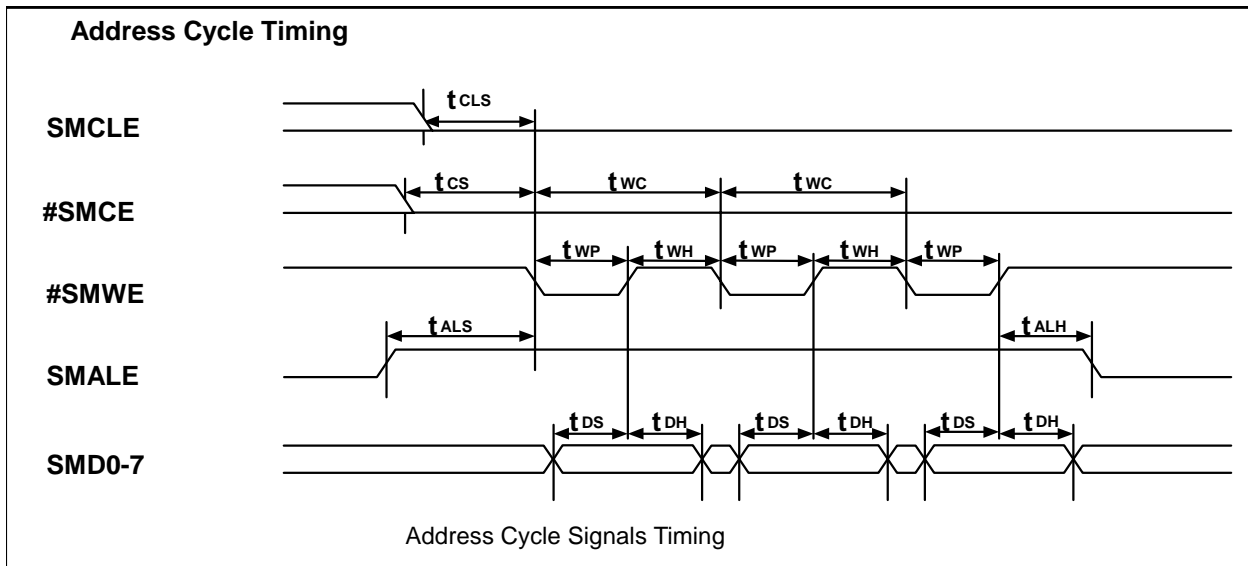 Address Cycle Timing
tCLS
SMCLE
tCS tWC tWC
#SMCE
tWP tWH tWP tWH tWP
#SMWE
tALS tALH
SMALE
tDS tDH tDS tDH tDS tDH
SMD0-7
Address Cycle Signals Timing